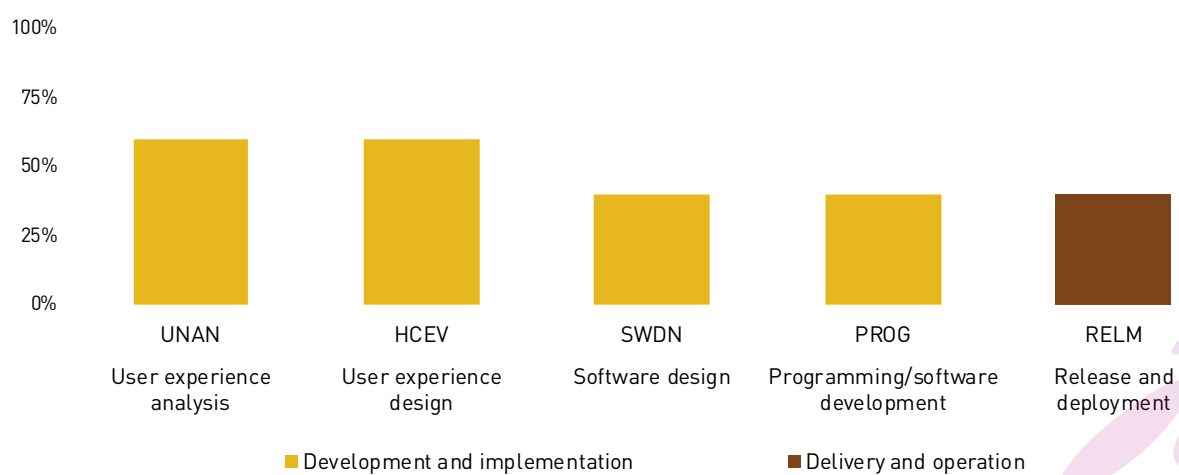 100%
75%
50%
25%
0%
UNAN
HCEV
SWDN
PROG
RELM
User experience
analysis
User experience
design
Software design
Programming/software
development
Release and
deployment
Development and implementation
Delivery and operation